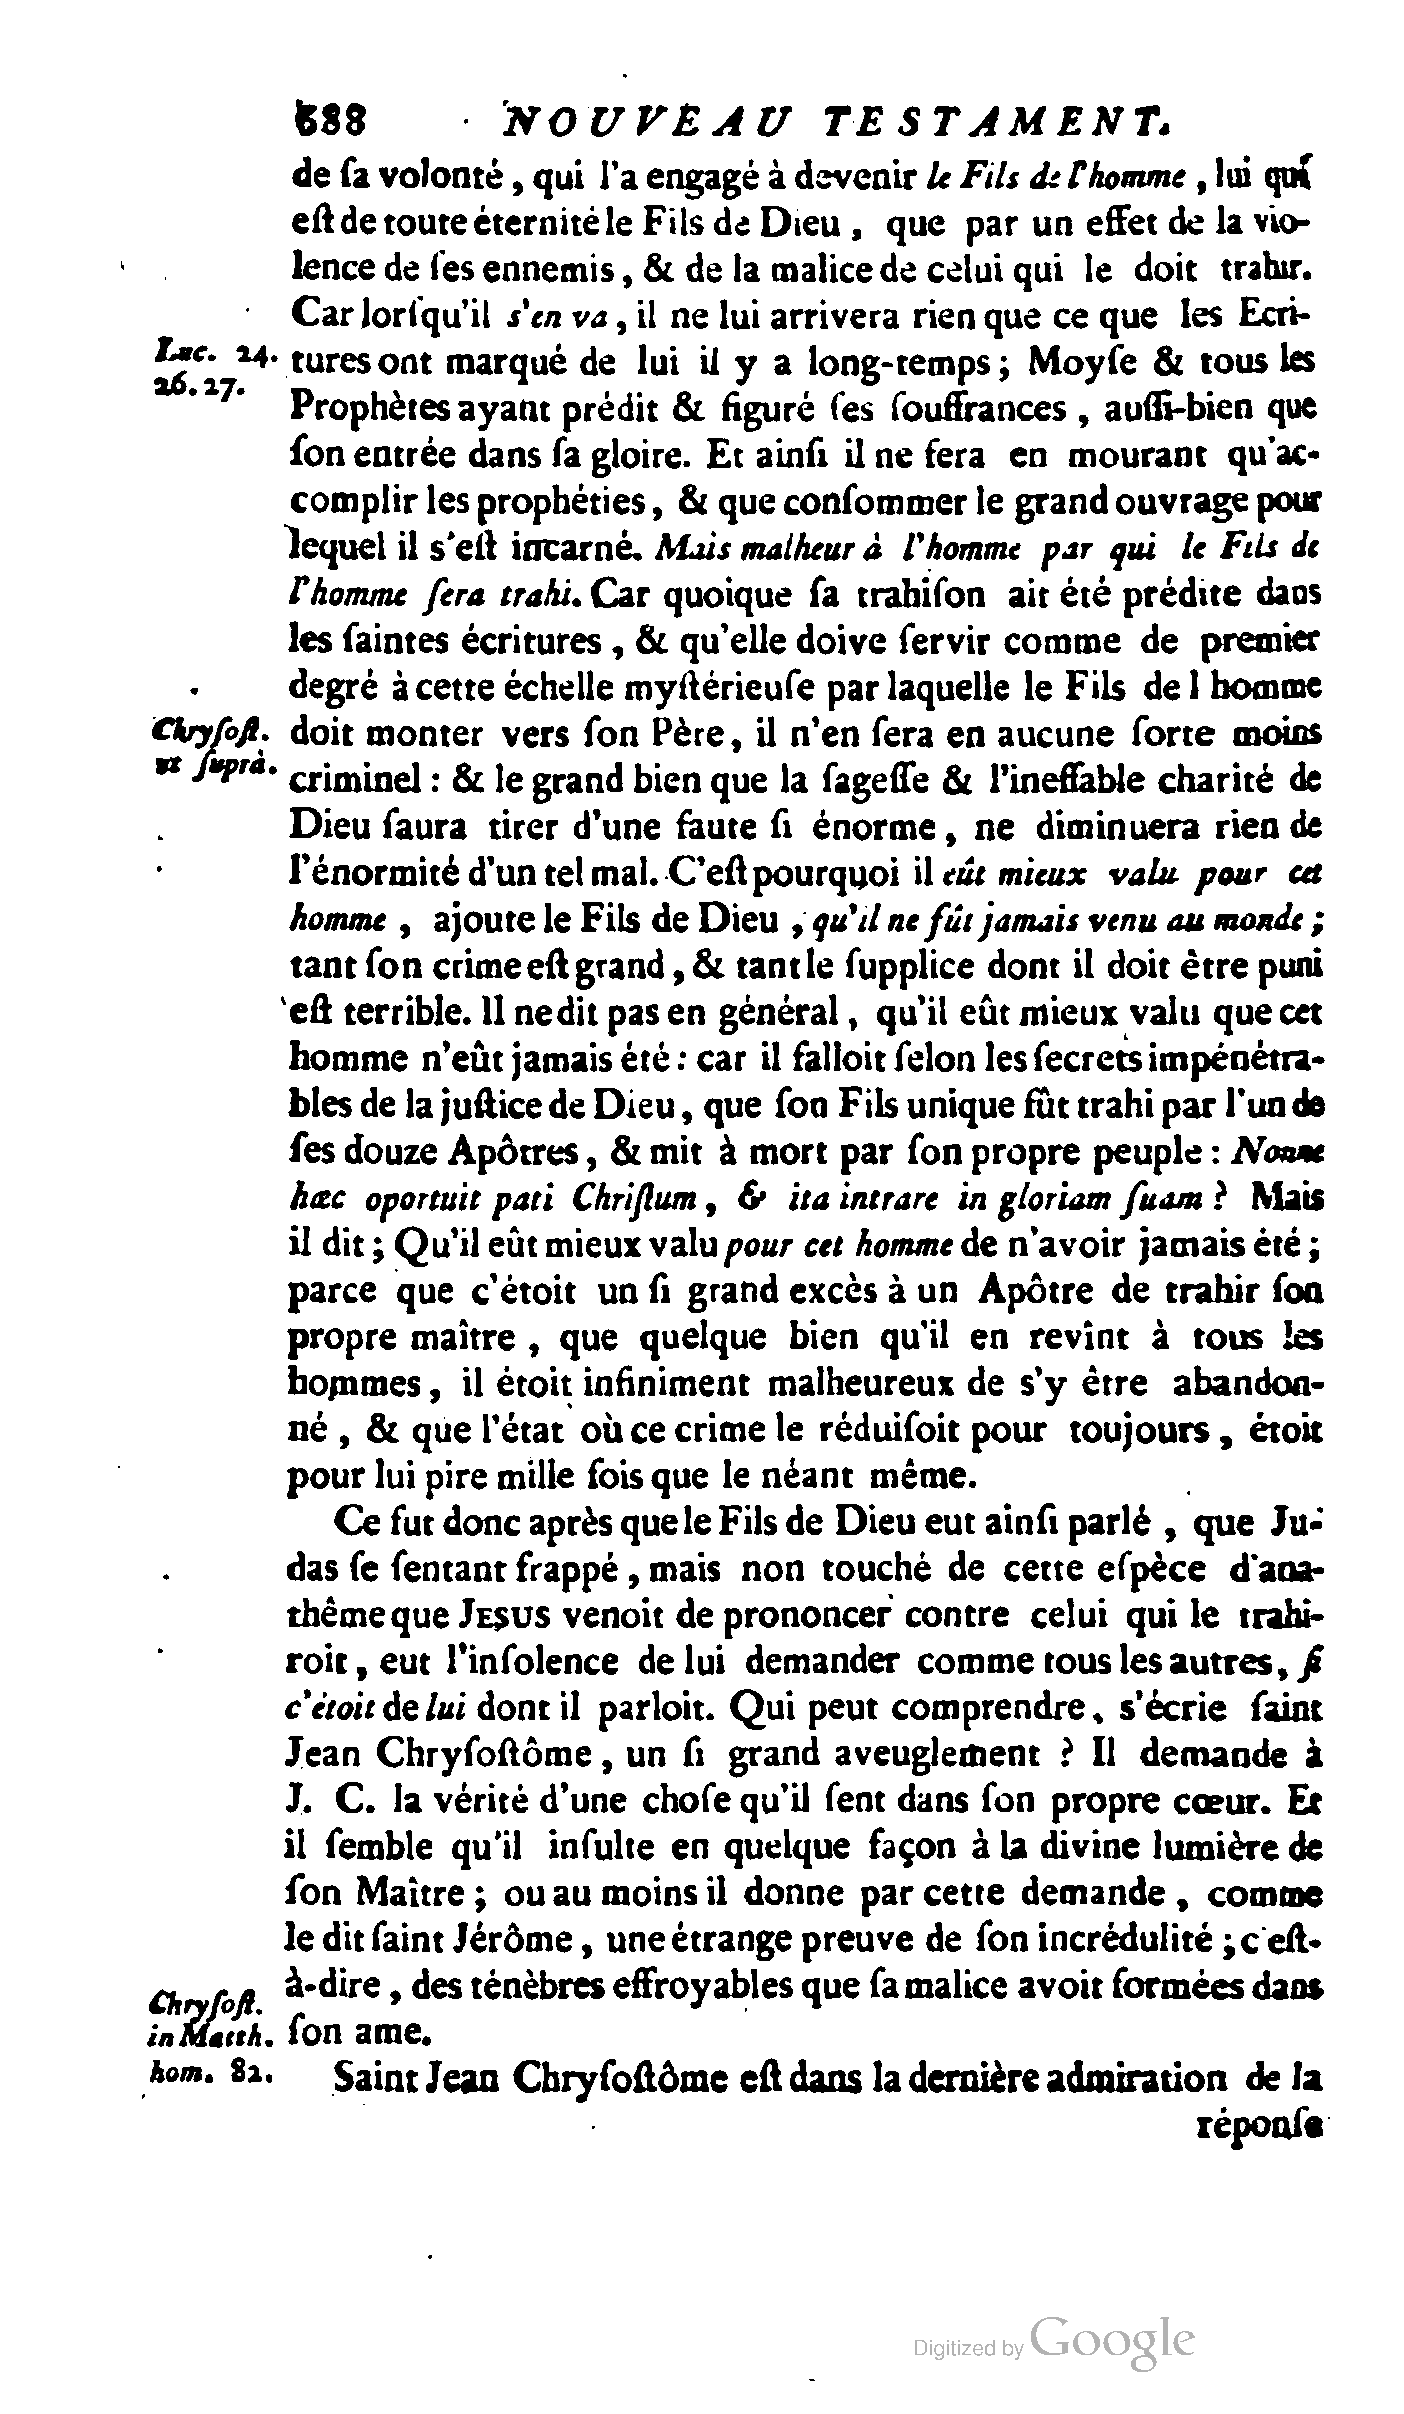 688 NOUVEAU TESTAMENT.
de ſa volonté, qui l'a engagé à devenir le Fils de l'homme, lui qui
eſt de toute éternité le Fils de Dieu, que par un effet de la vio-
lence de ſes ennemis, & de la malice de celui qui le doit trahir.
Car lorſqu'il s'en va, il ne lui arrivera rien que ce que les Ecri-
Luc. 24. tures ont marqué de lui il y a long-temps; Moyſe & tous les
26. 27.
Prophètes ayant prédit & figuré ſes ſouffrances, auſſi-bien que
ſon entrée dans ſa gloire. Et ainſi il ne fera en mourant qu'ac-
complir les prophéties, & que conſommer le grand ouvrage pour
lequel il s'eſt incarné. Mais malheur à l'homme par qui le Fils de
l'homme ſera trahi. Car quoique ſa trahiſon ait été prédite dans
les ſaintes écritures, & qu'elle doive ſervir comme de premier
degré à cette échelle myſtérieuſe par laquelle le Fils de l homme
Chryſoſt. doit monter vers ſon Père, il n'en ſera en aucune ſorte moins
ut ſuprà. criminel : & le grand bien que la ſageſſe & l'ineffable charité de
Dieu ſaura tirer d'une faute ſi énorme, ne diminuera rien de
l'énormité d'un tel mal. C'eſt pourquoi il eût mieux valu pour cet
homme, ajoute le Fils de Dieu, qu'il ne fût jamais venu au monde;
tant ſon crime eſt grand, & tant le ſupplice dont il doit être puni
eſt terrible. Il ne dit pas en général, qu'il eût mieux valu que cet
homme n'eût jamais été : car il falloit ſelon les ſecrets impénétra-
bles de la juſtice de Dieu, que ſon Fils unique fût trahi par l'un de
ſes douze Apôtres, & mit à mort par ſon propre peuple : Nonne
hæc oportuit pati Chriſtum, & ita intrare in gloriam ſuam ? Mais
il dit; Qu'il eût mieux valu pour cet homme de n'avoir jamais été;
parce que c'étoit un ſi grand excès à un Apôtre de trahir ſon
propre maître, que quelque bien qu'il en revînt à tous les
hommes, il étoit infiniment malheureux de s'y être abandon-
né, & que l'état où ce crime le réduiſoit pour toujours, étoit
pour lui pire mille fois que le néant même.
Ce fut donc après que le Fils de Dieu eut ainſi parlé, que Ju-
das ſe ſentant frappé, mais non touché de cette eſpèce d'ana-
thême que JESUS venoit de prononcer contre celui qui le trahi-
roit, eut l'inſolence de lui demander comme tous les autres, ſi
c'étoit de lui dont il parloit. Qui peut comprendre, s'écrie ſaint
Jean Chryſoſtôme, un ſi grand aveuglement ? Il demande à
J. C. la vérité d'une choſe qu'il ſent dans ſon propre cœur. Et
il ſemble qu'il inſulte en quelque façon à la divine lumière de
ſon Maître; ou au moins il donne par cette demande, comme
le dit ſaint Jérôme, une étrange preuve de ſon incrédulité; c'eſt-
à-dire, des ténèbres effroyables que ſa malice avoit formées dans
Chryſoſt.
in Matth. ſon ame.
hom. 82. Saint Jean Chryſoſtôme eſt dans la dernière admiration de la
réponſe
Digitized by Google